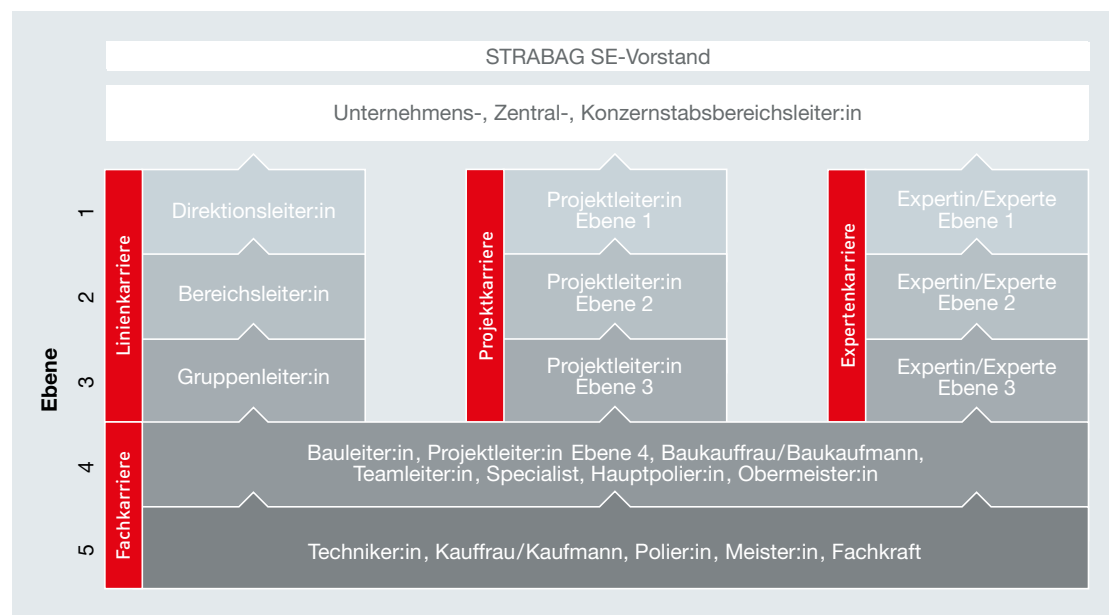 STRABAG SE-Vorstand
Unternehmens-, Zentral-, Konzernstabsbereichsleiter:in
Ebene
1
2
3
4
5
Linienkarriere
Direktionsleiter:in
Bereichsleiter:in
Gruppenleiter:in
Projektkarriere
Projektleiter:in
Ebene 1
Projektleiter:in
Ebene 2
Projektleiter:in
Ebene 3
Expertenkarriere
Expertin/Experte
Ebene 1
Expertin/Experte
Ebene 2
Expertin/Experte
Ebene 3
Fachkarriere
Bauleiter:in, Projektleiter:in Ebene 4, Baukauffrau/Baukaufmann,
Teamleiter:in, Specialist, Hauptpolier:in, Obermeister:in
Techniker:in, Kauffrau/Kaufmann, Polier:in, Meister:in, Fachkraft